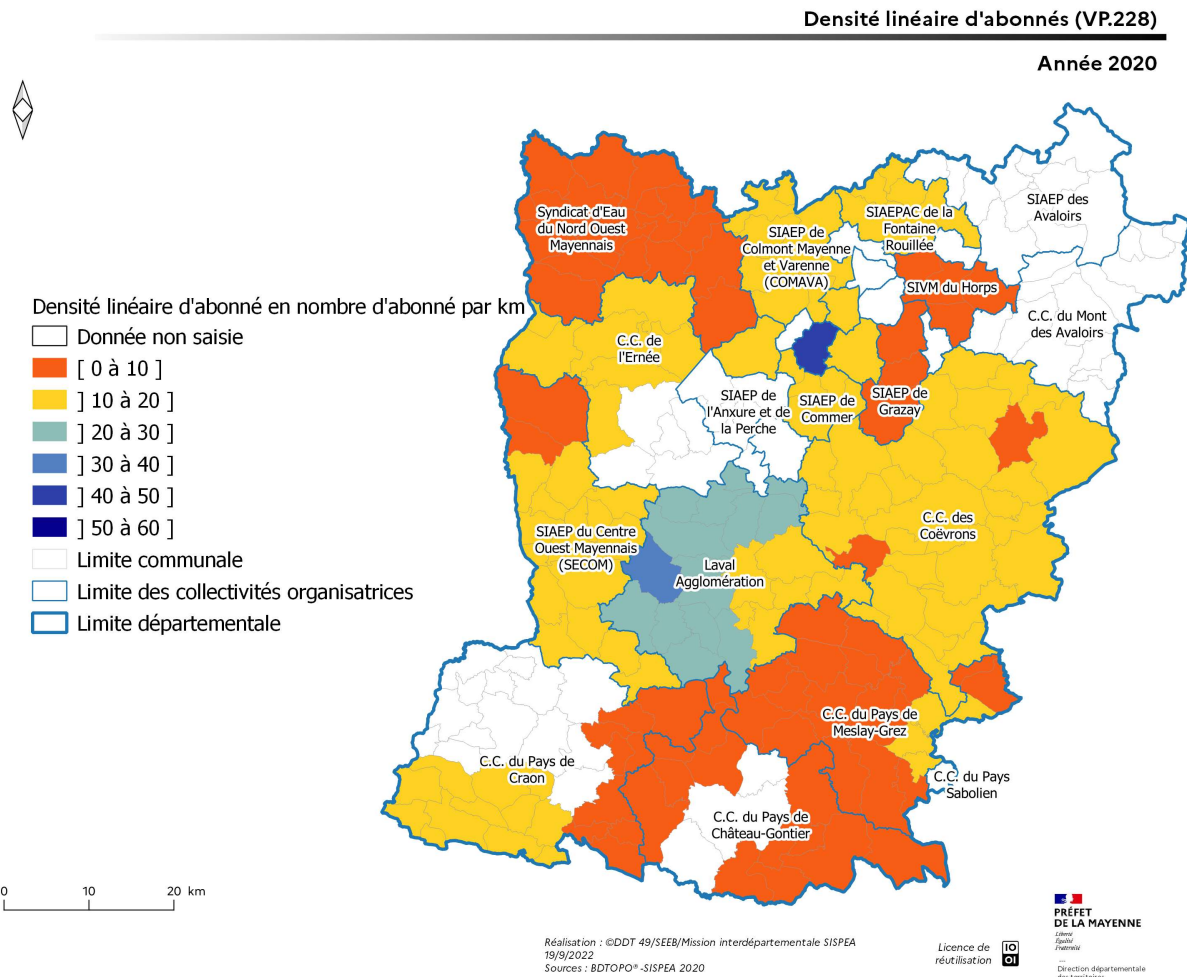 Densité linéaire d'abonnés (VP.228)
Année 2020
Densité linéaire d'abonné en nombre d'abonné par km
Donnée non saisie
[ 0 à 10 ]
] 10 à 20 ]
] 20 à 30 ]
] 30 à 40 ]
] 40 à 50 ]
] 50 à 60 ]
Limite communale
Limite des collectivités organisatrices
Limite départementale
Syndicat d'Eau
du Nord Ouest
Mayennais
SIAEP de
Colmont Mayenne
et Varenne
(COMAVA)
SIAEPAC de la
Fontaine
Rouillée
SIAEP des
Avaloirs
SIVM du Horps
C.C. du Mont
des Avaloirs
C.C. de
l'Ernée
SIAEP de
l'Anxure et de
la Perche
SIAEP de
Commer
SIAEP de
Grazay
C.C. des
Coëvrons
SIAEP du Centre
Ouest Mayennais
(SECOM)
Laval
Agglomération
C.C. du Pays de
Meslay-Grez
C.C. du Pays de
Craon
C.C. du Pays
Sabolien
C.C. du Pays de
Château-Gontier
0 10 20 km
Réalisation : ©DDT 49/SEEB/Mission interdépartementale SISPEA
19/9/2022
Sources : BDTOPO® -SISPEA 2020
Licence de
réutilisation
IO
OI
PRÉFET
DE LA MAYENNE
Liberté
Égalité
Fraternité
Direction départementale
des territoires